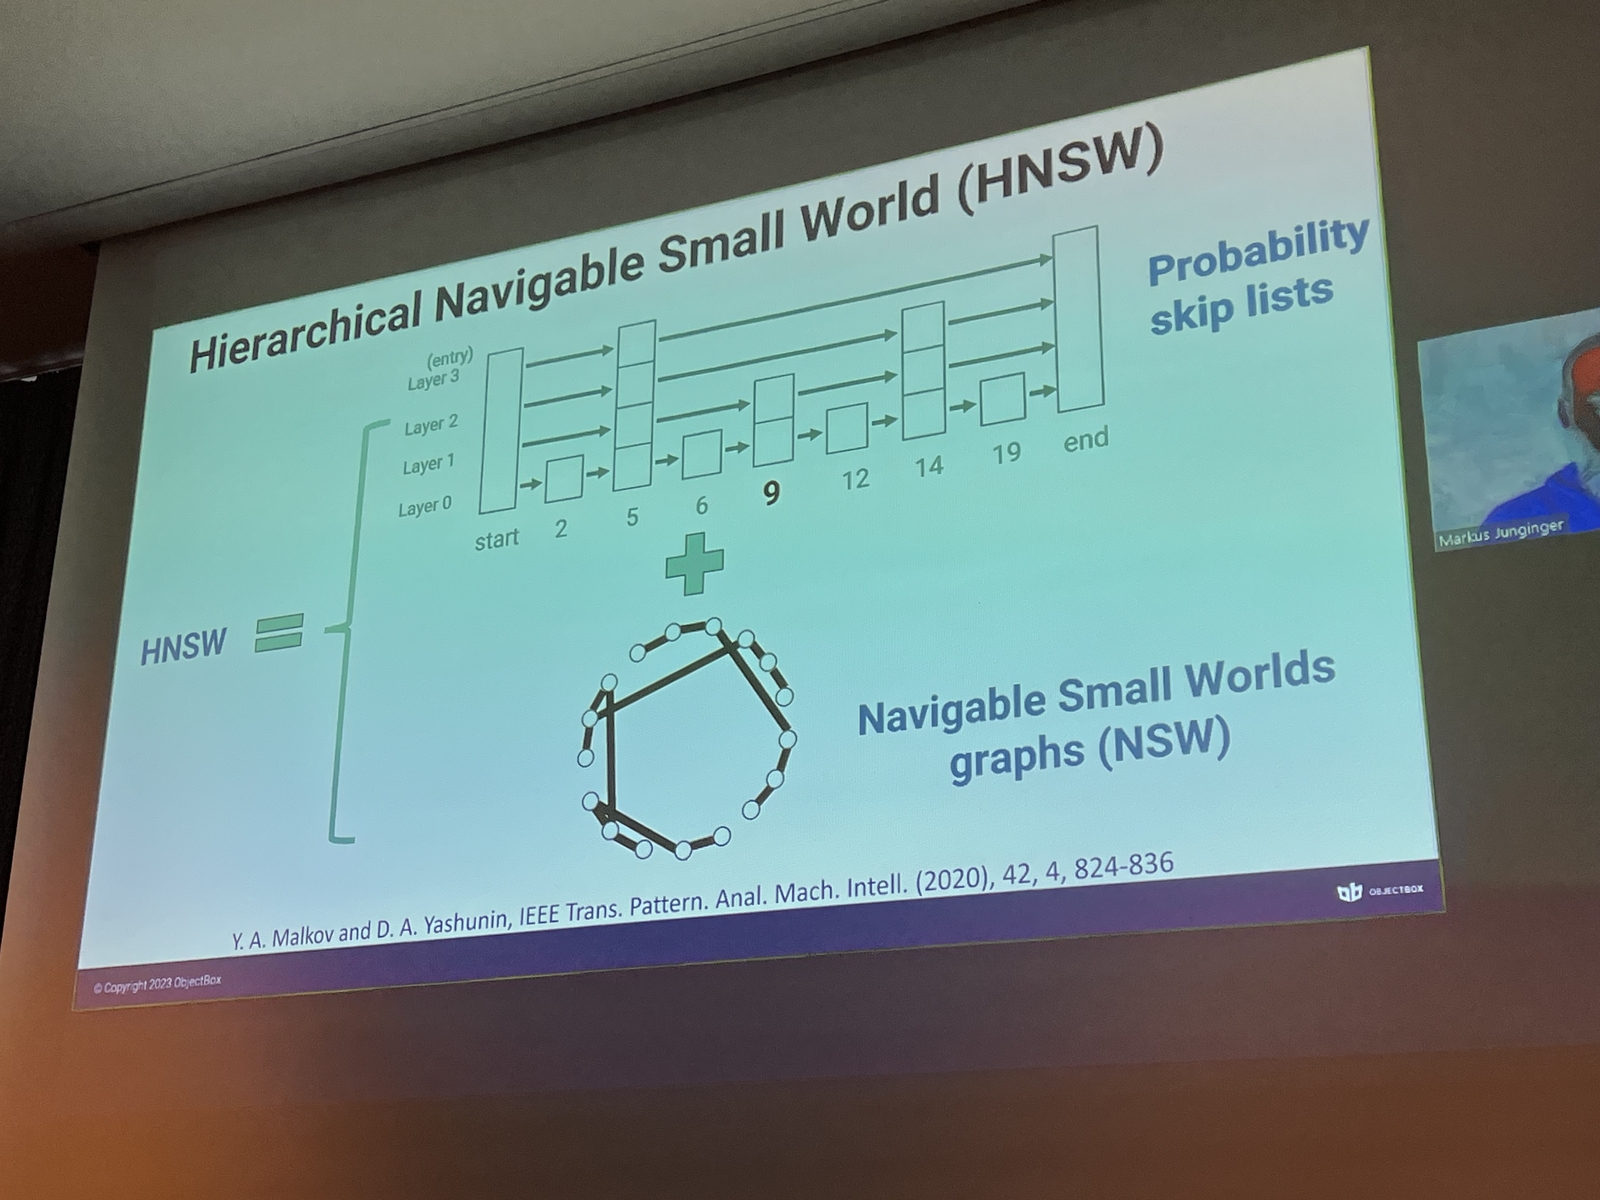 Hierarchical Navigable Small World (HNSW)
Probability
skip lists
(entry)
Layer 3
Layer 2
Layer 1
Layer 0
start 2 5 6 9 12 14 19 end
HNSW
Navigable Small Worlds
graphs (NSW)
Y. A. Malkov and D. A. Yashunin, IEEE Trans. Pattern. Anal. Mach. Intell. (2020), 42, 4, 824-836
© Copyright 2023 ObjectBox
OBJECTBOX
Markus Junginger